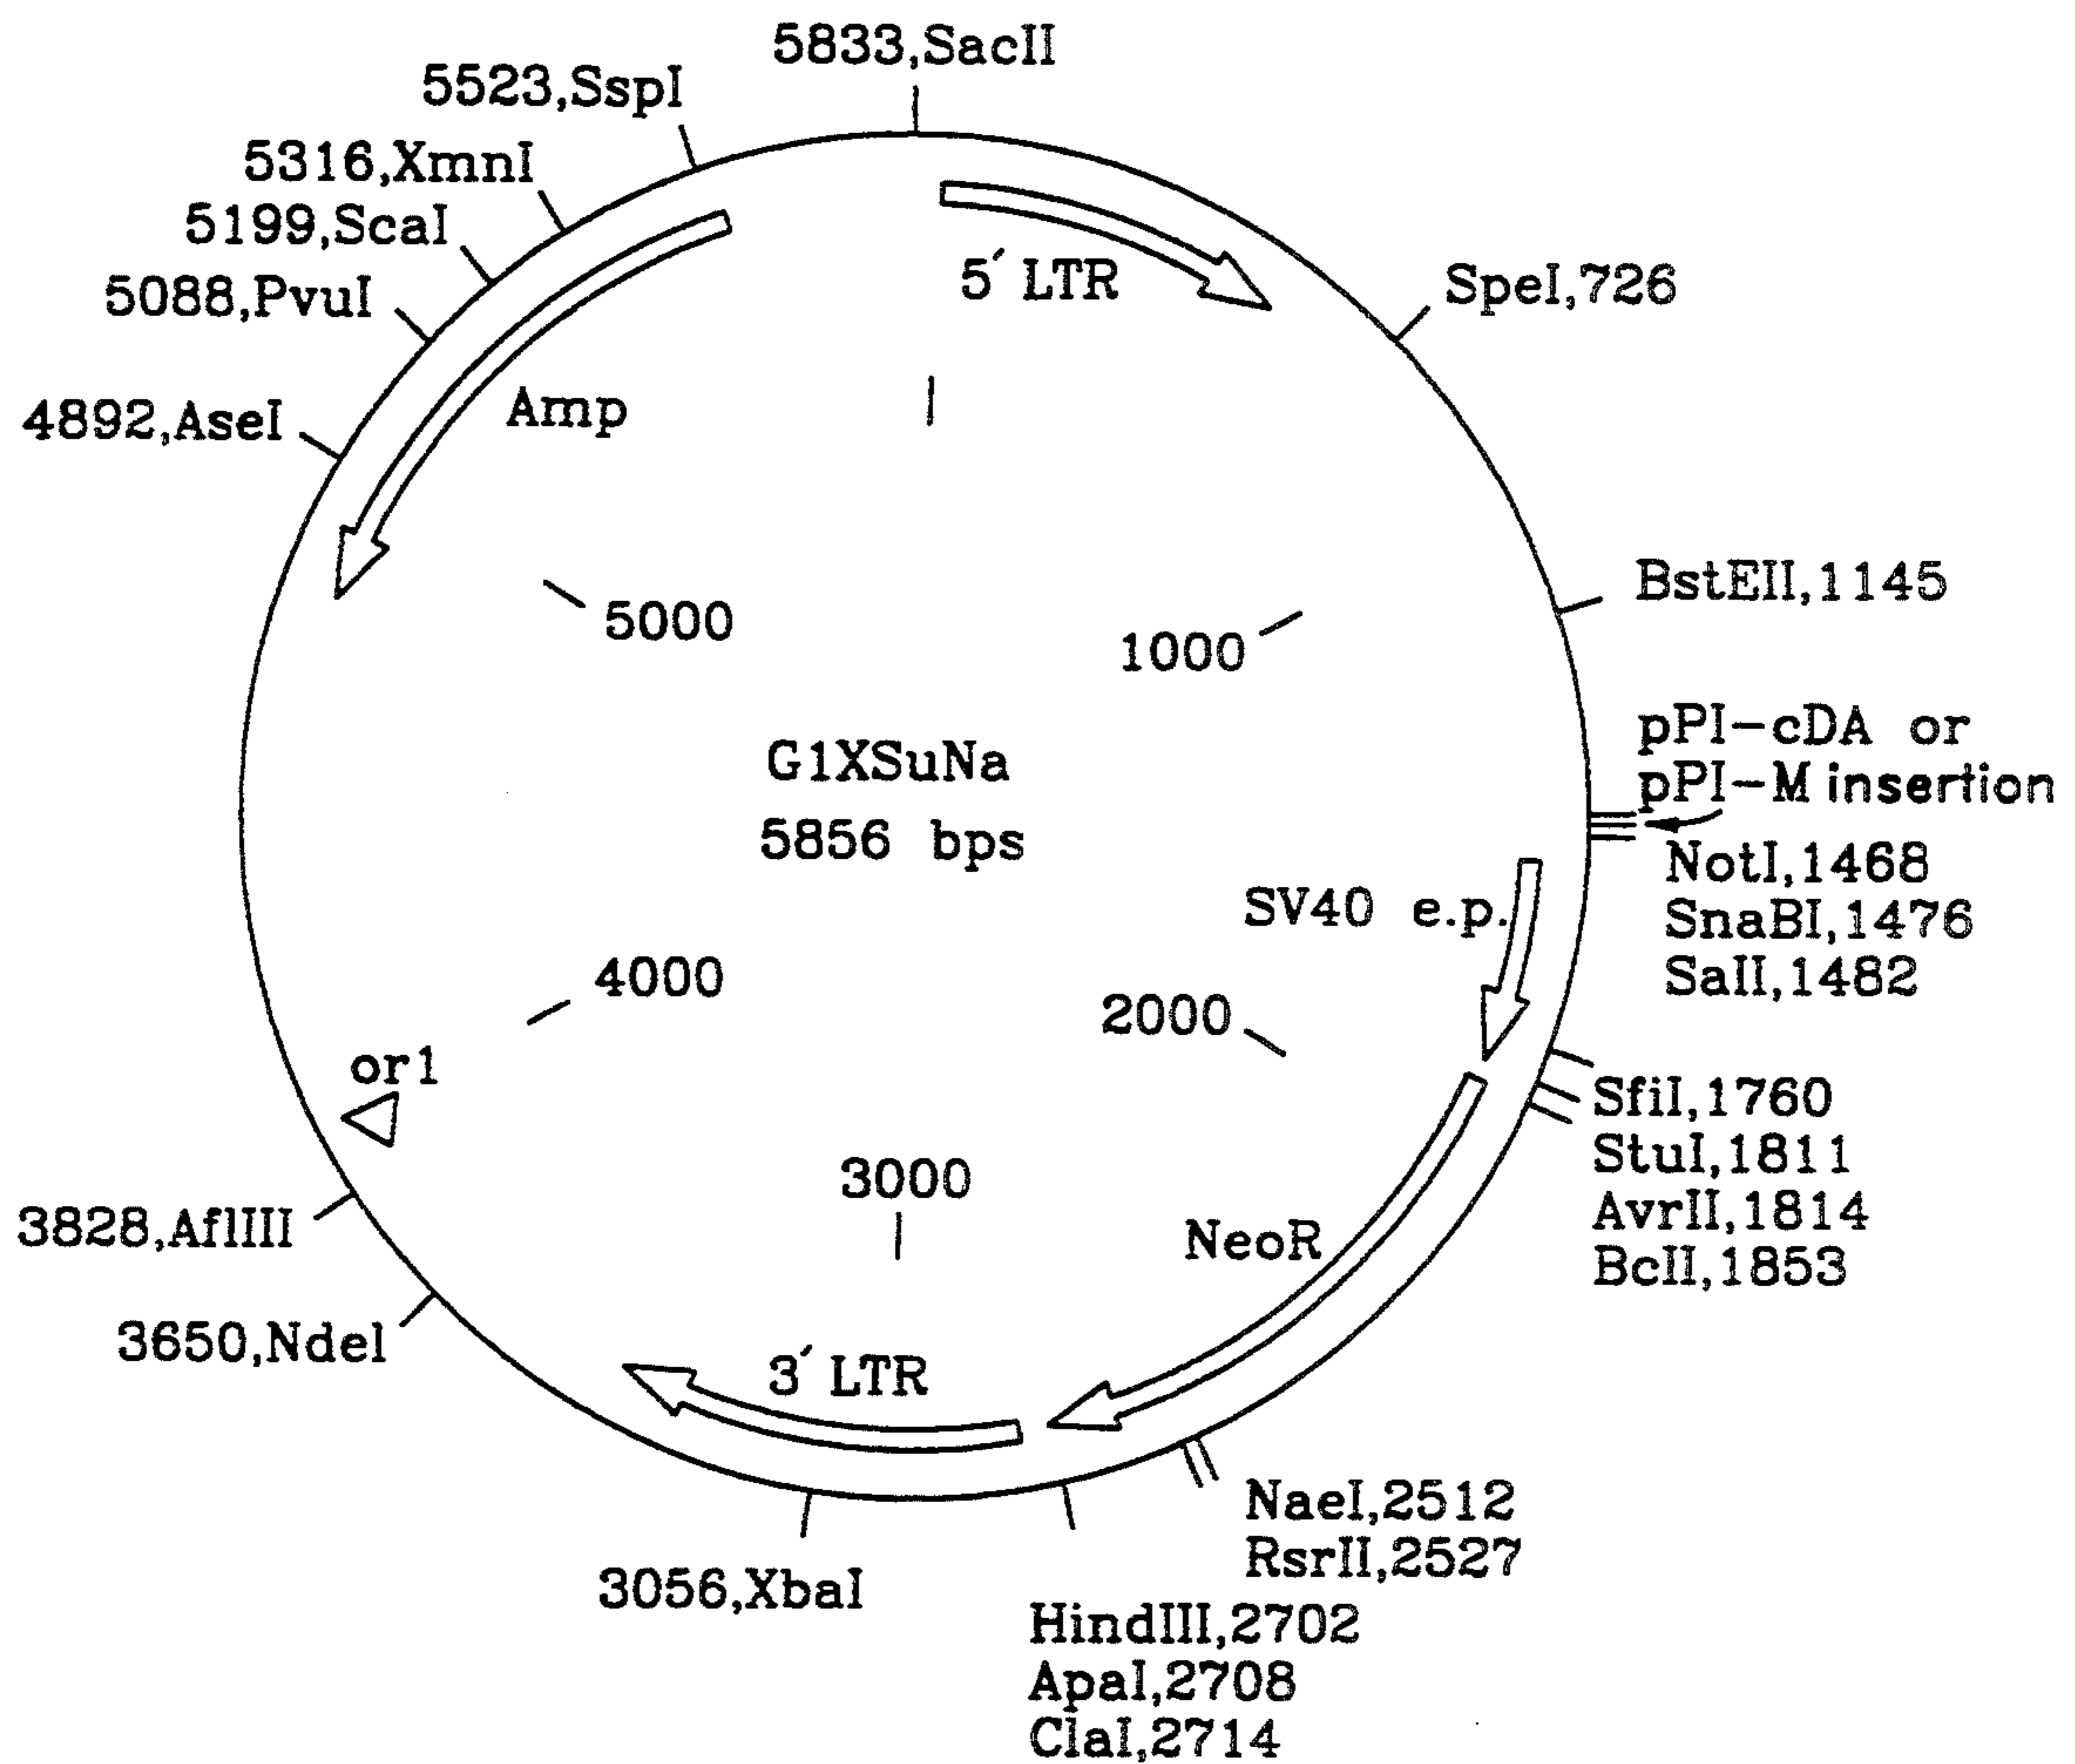 5833,SacII
5523,SspI
5316,XmnI
5199,ScaI
5088,PvuI
4892,AseI
5´ LTR
SpeI,726
Amp
BstEII,1145
5000
1000
pPI-cDA or
pPI-M insertion
G1XSuNa
5856 bps
NotI,1468
SnaBI,1476
SalI,1482
SV40 e.p.
4000
2000
ori
SfiI,1760
StuI,1811
AvrII,1814
BclI,1853
3000
3828,AflIII
NeoR
3650,NdeI
3´ LTR
NaeI,2512
RsrII,2527
3056,XbaI
HindIII,2702
ApaI,2708
ClaI,2714